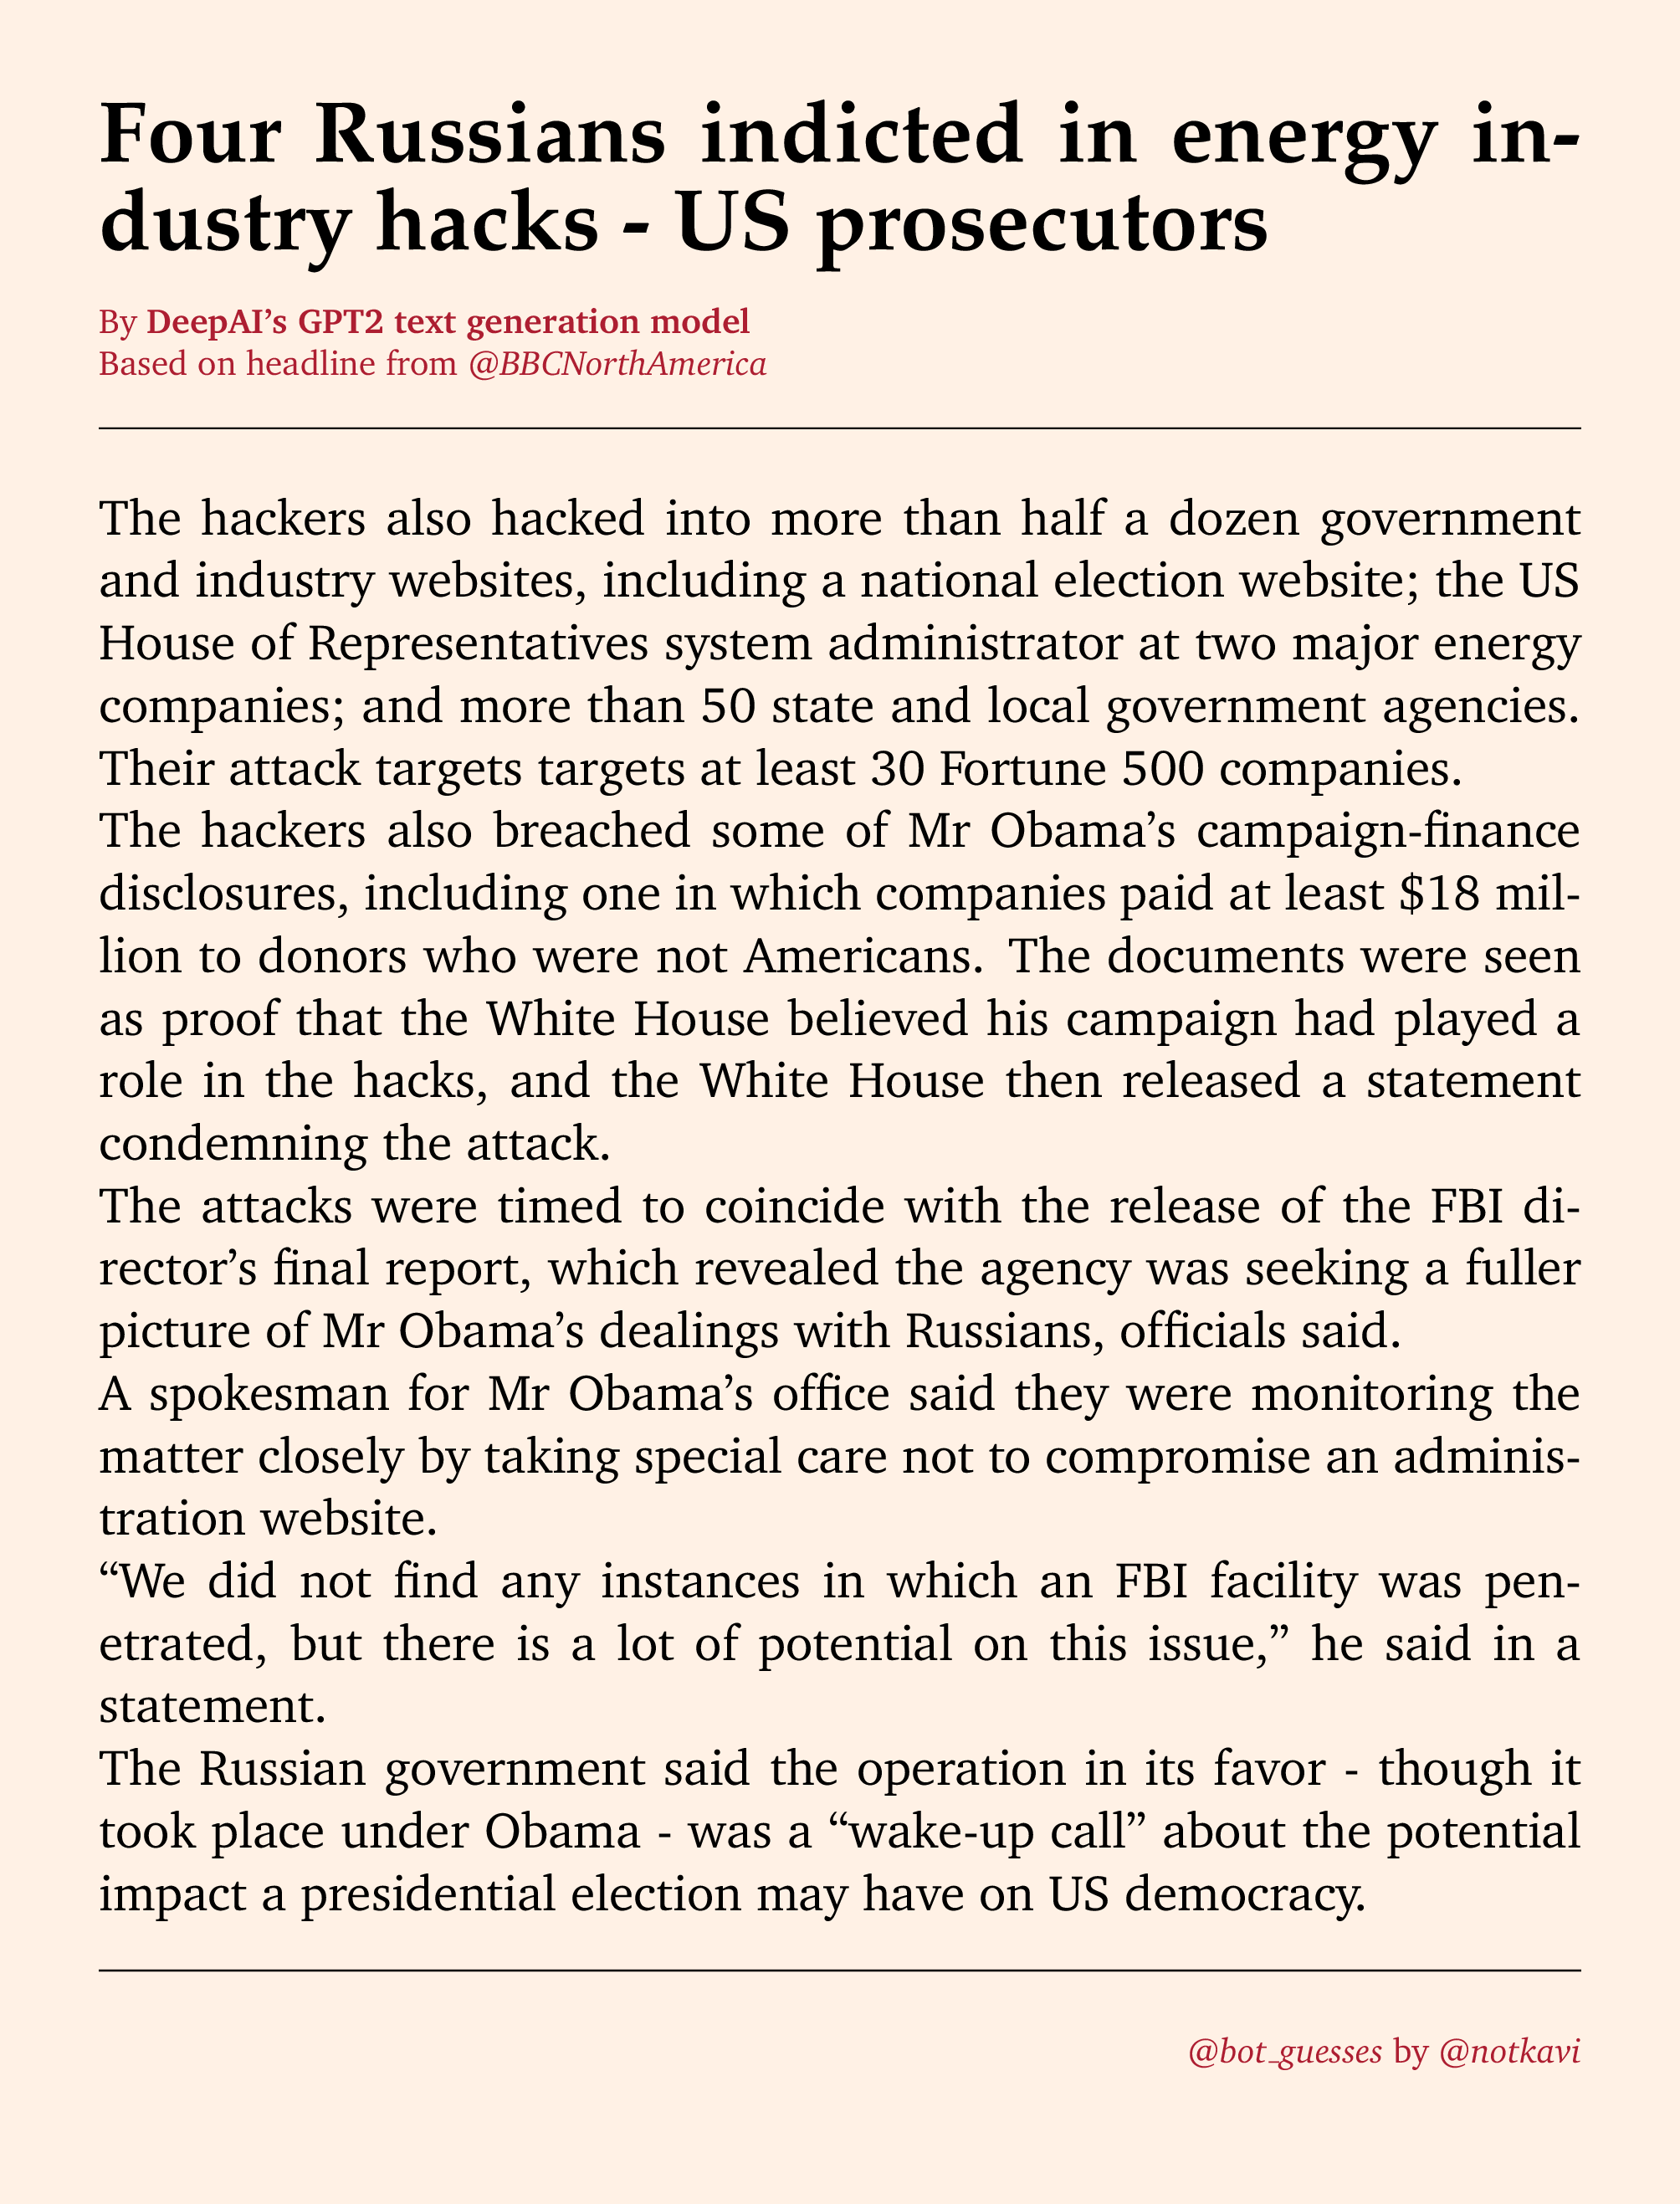 Four Russians indicted in energy in-
dustry hacks - US prosecutors
By DeepAI's GPT2 text generation model
Based on headline from @BBCNorthAmerica
The hackers also hacked into more than half a dozen government
and industry websites, including a national election website; the US
House of Representatives system administrator at two major energy
companies; and more than 50 state and local government agencies.
Their attack targets targets at least 30 Fortune 500 companies.
The hackers also breached some of Mr Obama's campaign-finance
disclosures, including one in which companies paid at least $18 mil-
lion to donors who were not Americans. The documents were seen
as proof that the White House believed his campaign had played a
role in the hacks, and the White House then released a statement
condemning the attack.
The attacks were timed to coincide with the release of the FBI di-
rector's final report, which revealed the agency was seeking a fuller
picture of Mr Obama's dealings with Russians, officials said.
A spokesman for Mr Obama's office said they were monitoring the
matter closely by taking special care not to compromise an adminis-
tration website.
“We did not find any instances in which an FBI facility was pen-
etrated, but there is a lot of potential on this issue,” he said in a
statement.
The Russian government said the operation in its favor - though it
took place under Obama - was a “wake-up call” about the potential
impact a presidential election may have on US democracy.
@bot_guesses by @notkavi